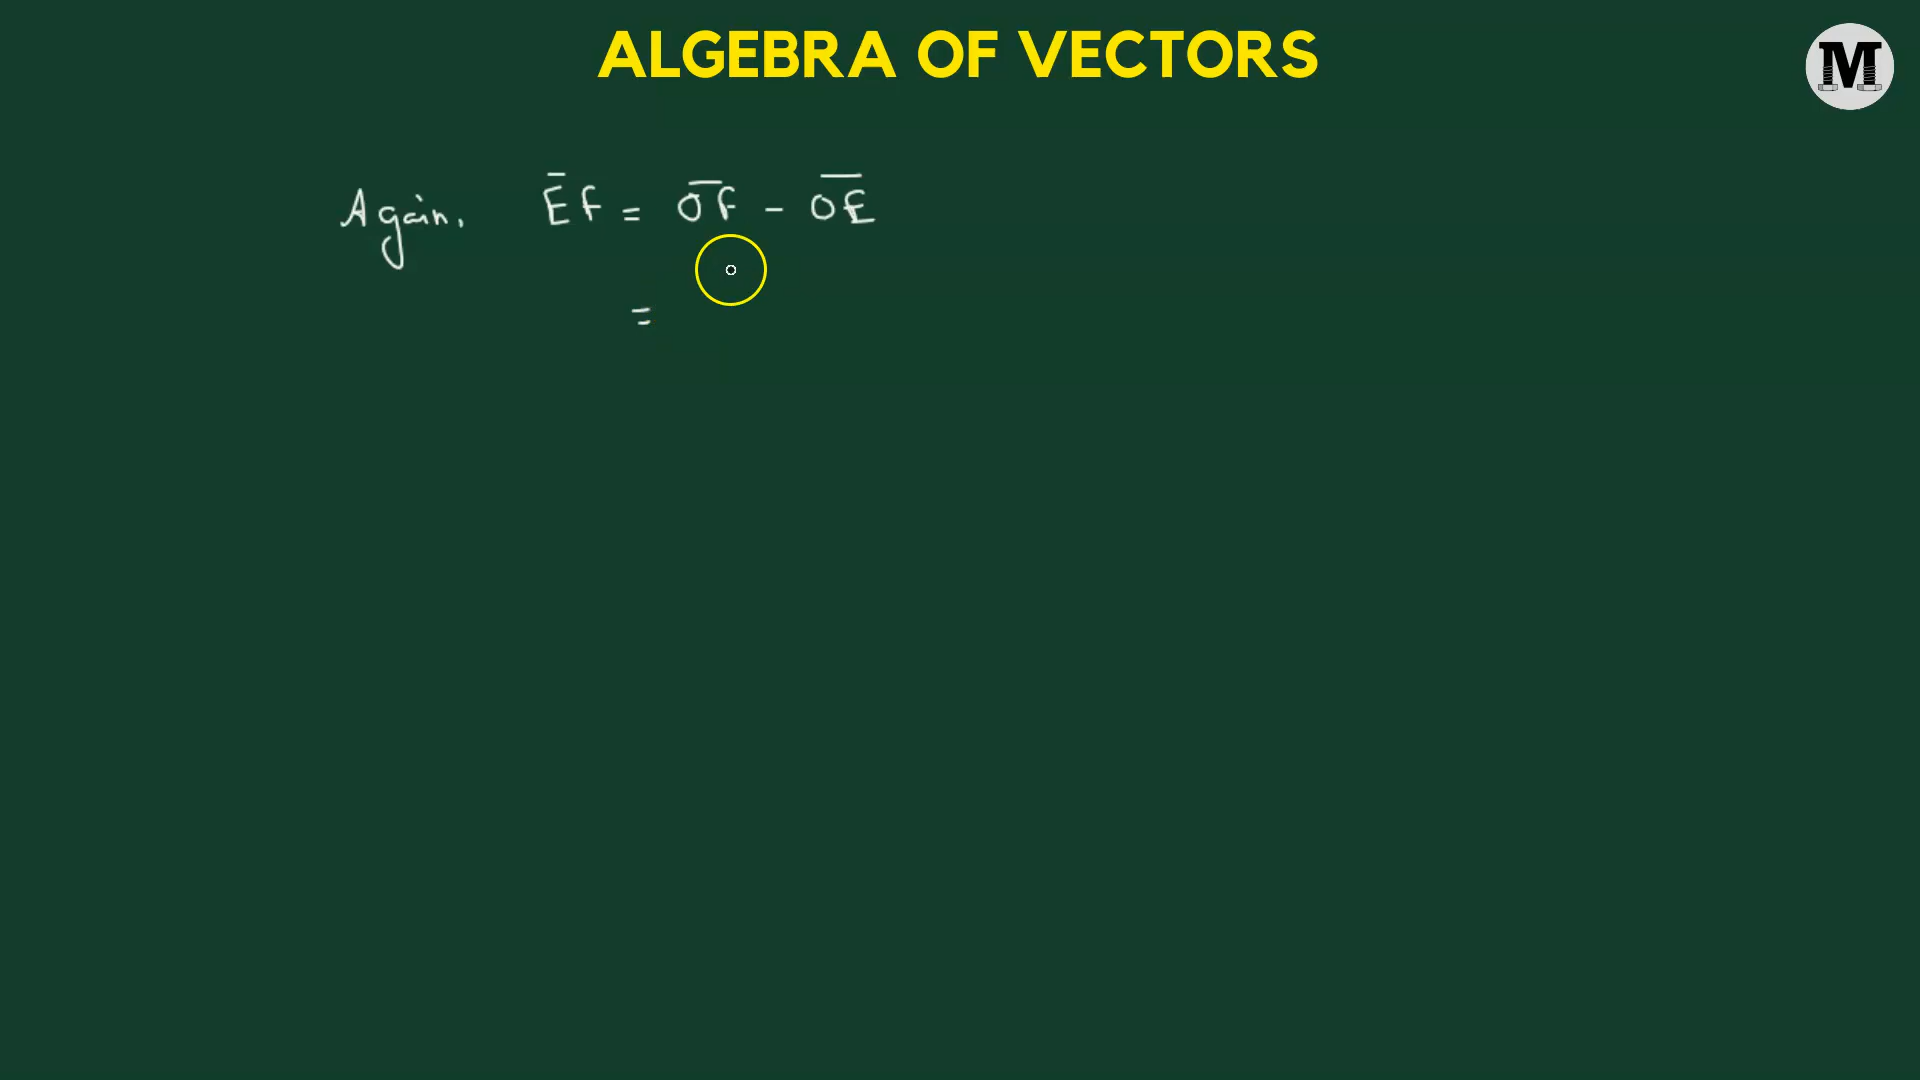 ALGEBRA OF VECTORS
M
Again, E̅F = O̅F̅ - O̅E̅
=